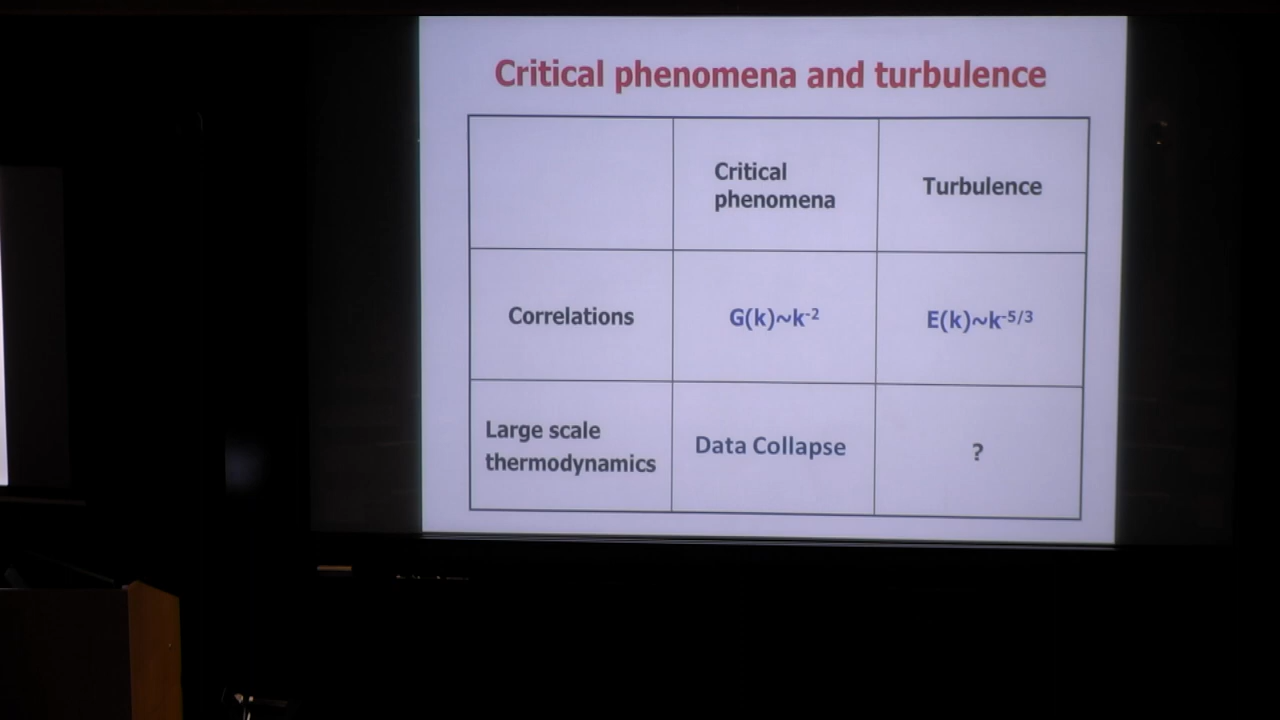 Critical phenomena and turbulence
Critical
phenomena
Turbulence
Correlations
G(k)~k⁻²
E(k)~k⁻⁵/³
Large scale
thermodynamics
Data Collapse
?